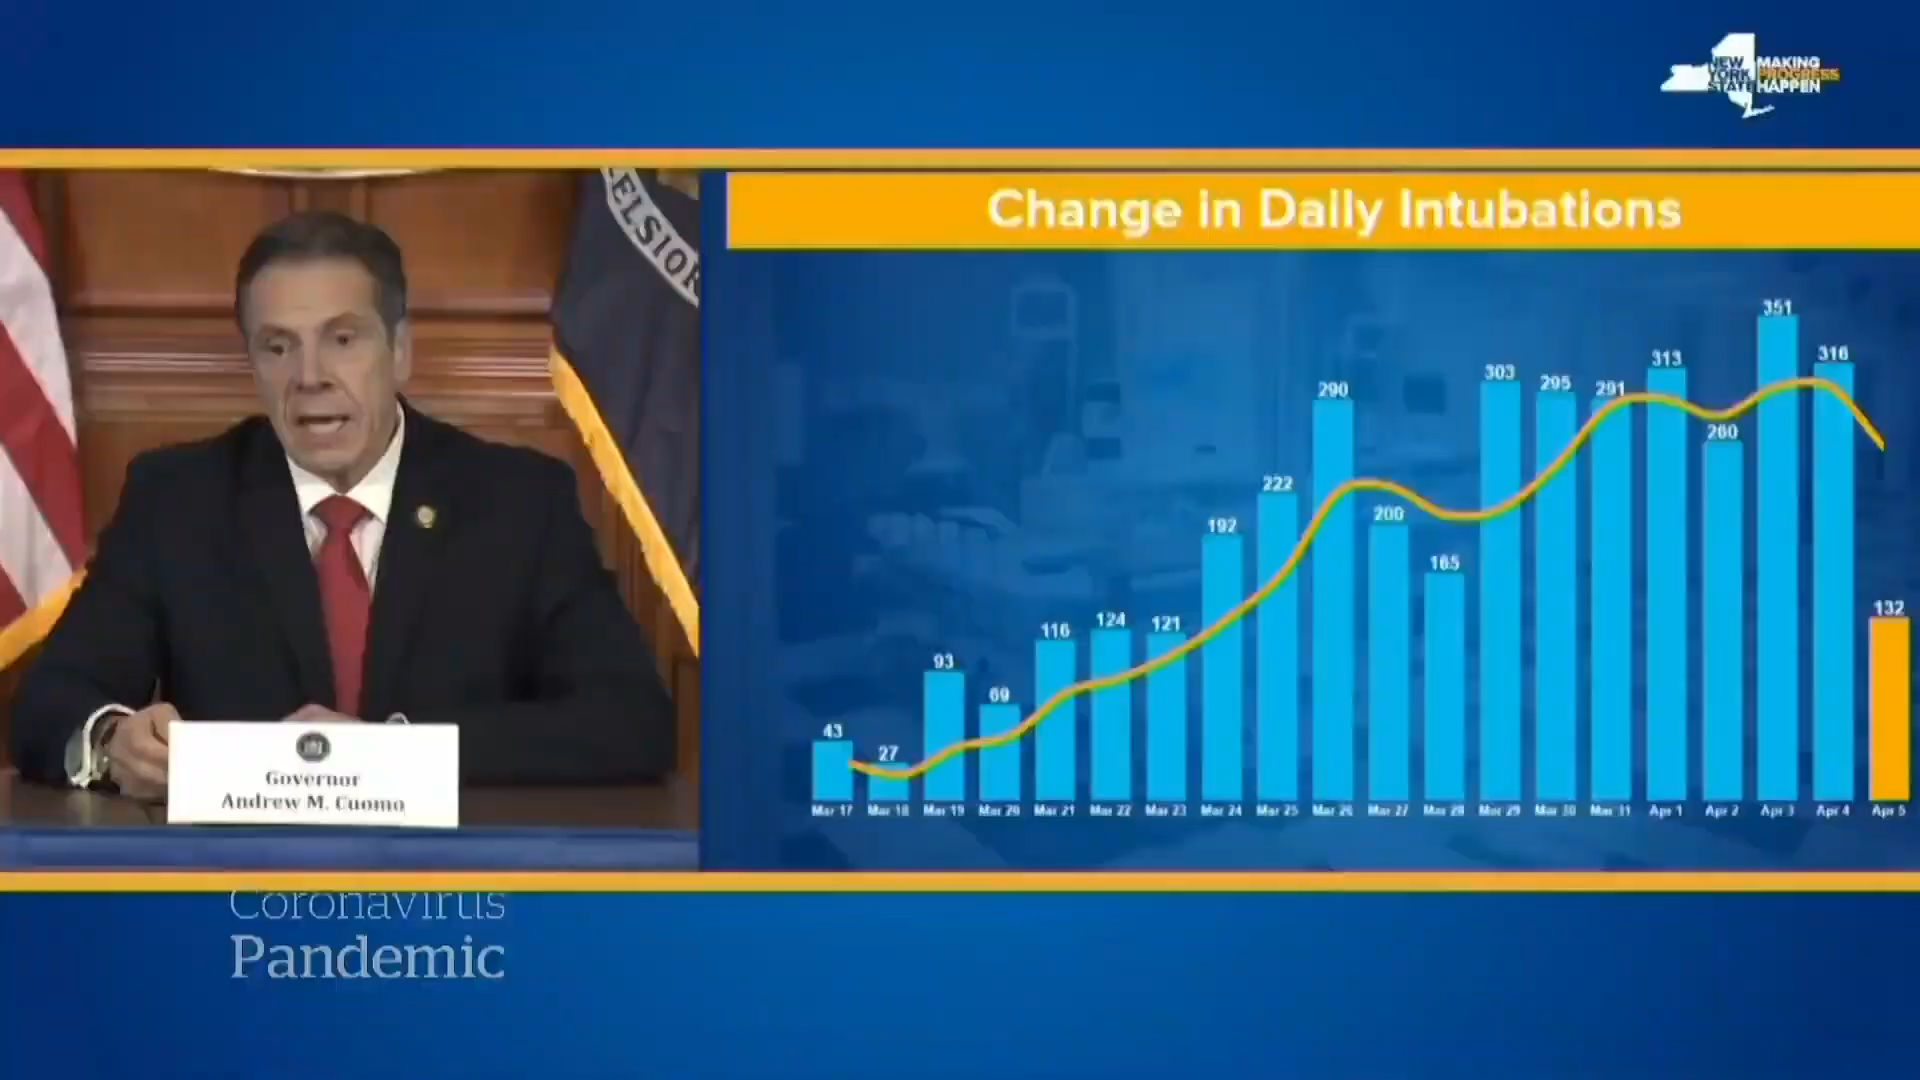 NEW
YORK
STATE
MAKING
PROGRESS
HAPPEN
ELSIOR
Change in Daily Intubations
43
27
93
69
116
124
121
192
222
290
200
165
303
295
291
313
260
351
316
132
Mar 17 Mar 18 Mar 19 Mar 20 Mar 21 Mar 22 Mar 23 Mar 24 Mar 25 Mar 26 Mar 27 Mar 28 Mar 29 Mar 30 Mar 31 Apr 1 Apr 2 Apr 3 Apr 4 Apr 5
Governor
Andrew M. Cuomo
Coronavirus
Pandemic